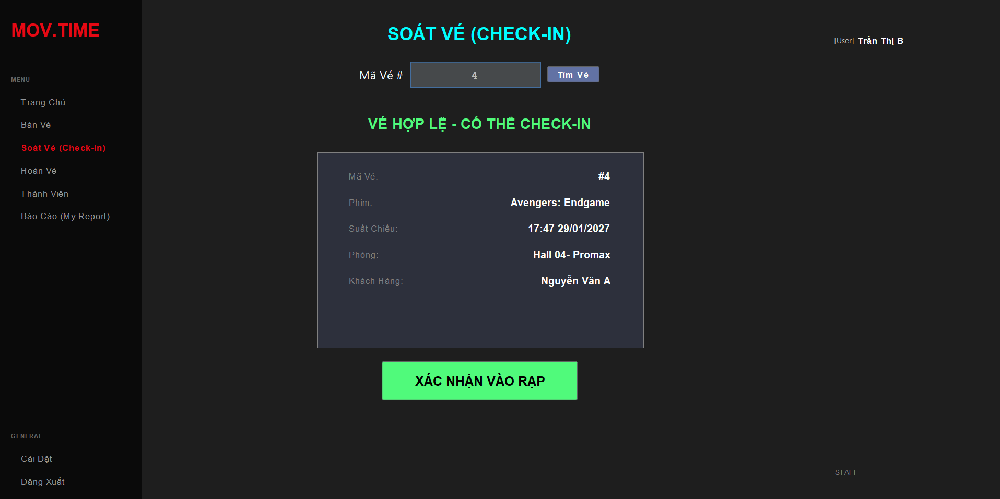 MOV.TIME
MENU
Trang Chủ
Bán Vé
Soát Vé (Check-in)
Hoàn Vé
Thành Viên
Báo Cáo (My Report)
GENERAL
Cài Đặt
Đăng Xuất
SOÁT VÉ (CHECK-IN)
[User] Trần Thị B
Mã Vé # 4 Tìm Vé
VÉ HỢP LỆ - CÓ THỂ CHECK-IN
Mã Vé: #4
Phim: Avengers: Endgame
Suất Chiếu: 17:47 29/01/2027
Phòng: Hall 04- Promax
Khách Hàng: Nguyễn Văn A
XÁC NHẬN VÀO RẠP
STAFF